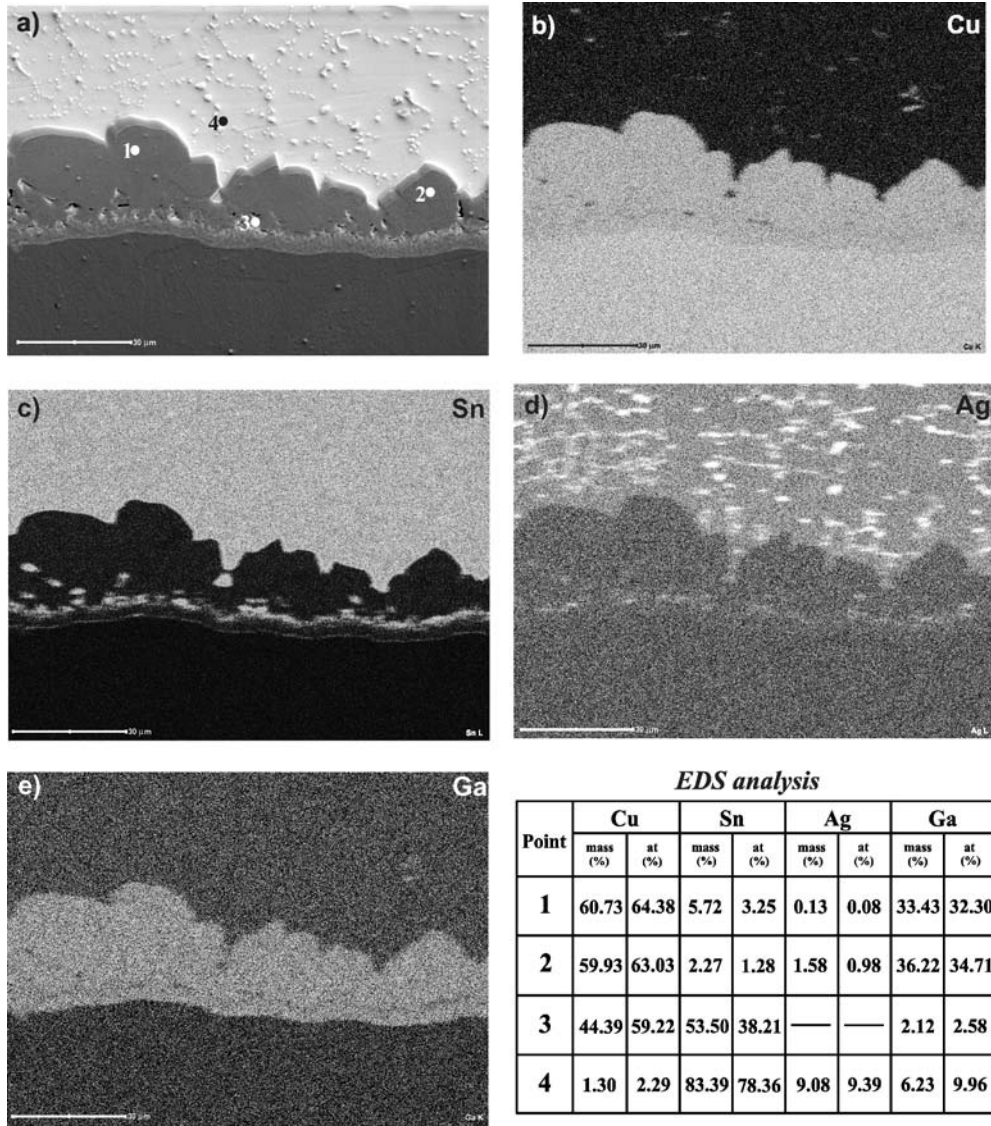 a)
4
1
2
3
30 µm
b)
Cu
30 µm
Cu K
c)
Sn
30 µm
Sn L
d)
Ag
30 µm
Ag L
e)
Ga
30 µm
Ga K
EDS analysis
Point Cu Sn Ag Ga
mass (%) at (%) mass (%) at (%) mass (%) at (%) mass (%) at (%)
1 60.73 64.38 5.72 3.25 0.13 0.08 33.43 32.30
2 59.93 63.03 2.27 1.28 1.58 0.98 36.22 34.71
3 44.39 59.22 53.50 38.21 — — 2.12 2.58
4 1.30 2.29 83.39 78.36 9.08 9.39 6.23 9.96